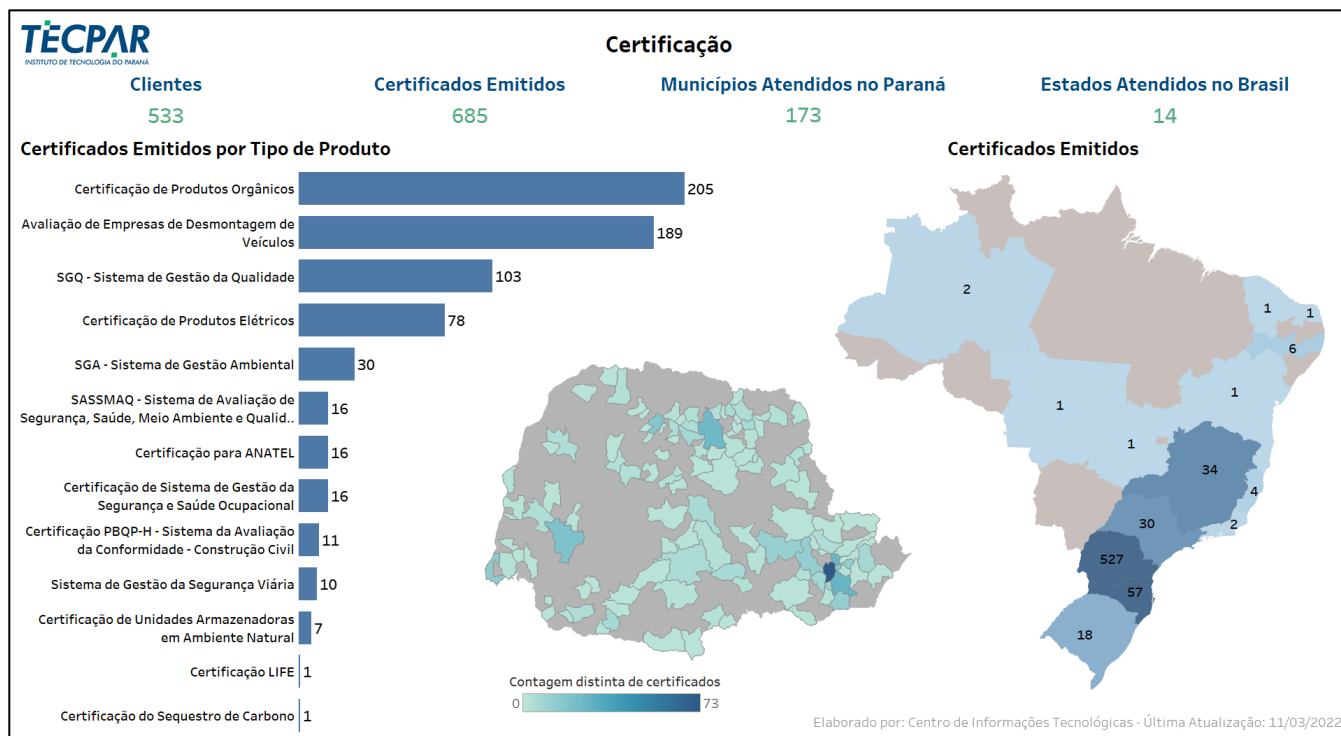 TECPAR
INSTITUTO DE TECNOLOGIA DO PARANÁ
Certificação
Clientes
533
Certificados Emitidos
685
Municípios Atendidos no Paraná
173
Estados Atendidos no Brasil
14
Certificados Emitidos por Tipo de Produto
Certificação de Produtos Orgânicos
205
Avaliação de Empresas de Desmontagem de
Veículos
189
SGQ - Sistema de Gestão da Qualidade
103
Certificação de Produtos Elétricos
78
SGA - Sistema de Gestão Ambiental
30
SASSMAQ - Sistema de Avaliação de
Segurança, Saúde, Meio Ambiente e Qualid..
16
Certificação para ANATEL
16
Certificação de Sistema de Gestão da
Segurança e Saúde Ocupacional
16
Certificação PBQP-H - Sistema da Avaliação
da Conformidade - Construção Civil
11
Sistema de Gestão da Segurança Viária
10
Certificação de Unidades Armazenadoras
em Ambiente Natural
7
Certificação LIFE
1
Certificação do Sequestro de Carbono
1
Contagem distinta de certificados
0
73
Certificados Emitidos
2
1
1
6
1
1
1
34
4
30
2
527
57
18
Elaborado por: Centro de Informações Tecnológicas - Última Atualização: 11/03/2022